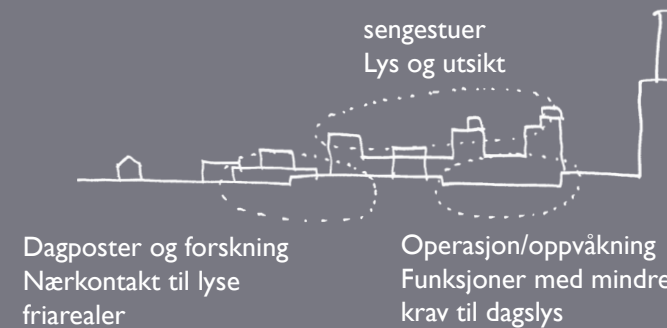 sengestuer
Lys og utsikt
Dagposter og forskning
Nærkontakt til lyse
friarealer
Operasjon/oppvåkning
Funksjoner med mindre
krav til dagslys